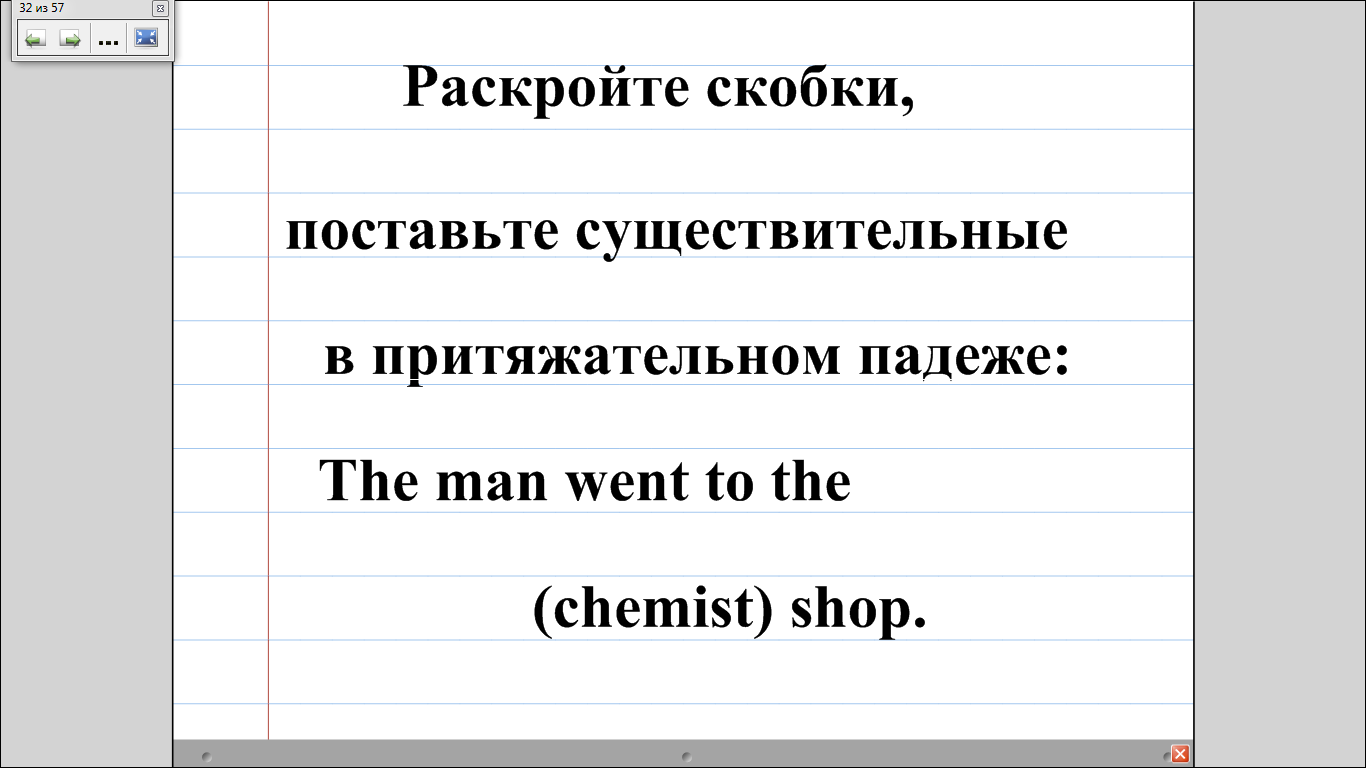 32 из 57
...
Раскройте скобки,
поставьте существительные
в притяжательном падеже:
The man went to the
(chemist) shop.